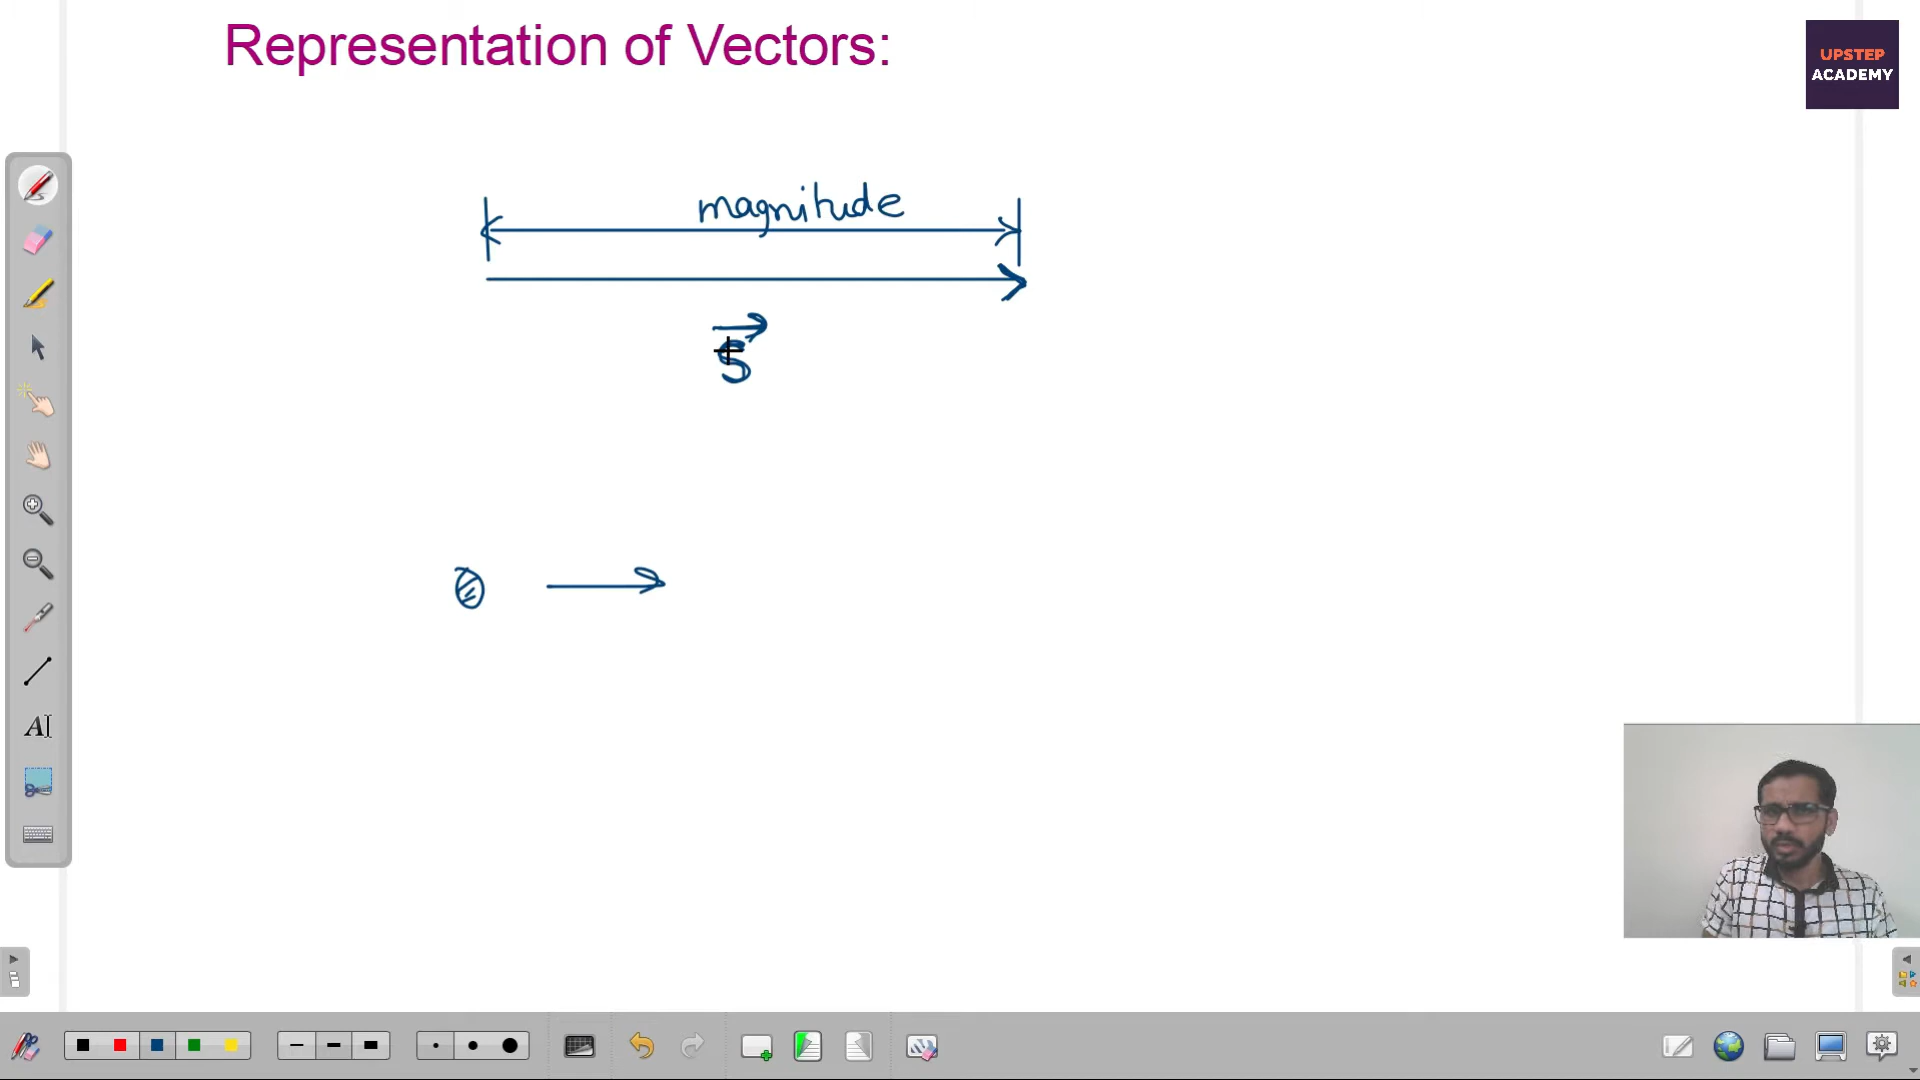 Representation of Vectors:
UPSTEP
ACADEMY
magnitude
S